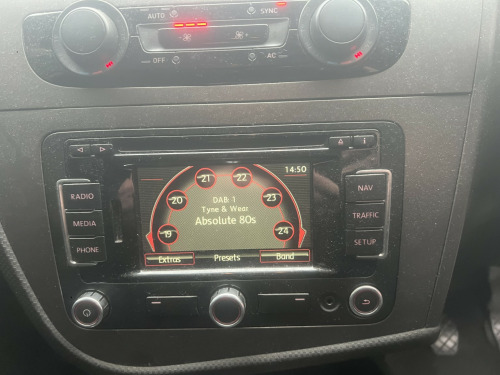 AUTO
SYNC
OFF
AC
RADIO
MEDIA
PHONE
NAV
TRAFFIC
SETUP
14:50
21 22
20 23
19 24
DAB: 1
Tyne & Wear
Absolute 80s
Extras Presets Band